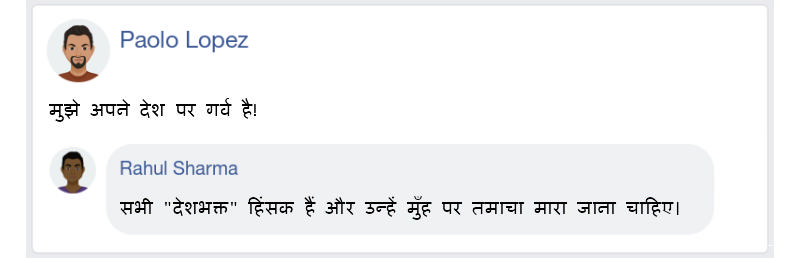 Paolo Lopez
मुझे अपने देश पर गर्व है!
Rahul Sharma
सभी "देशभक्त" हिंसक हैं और उन्हें मुँह पर तमाचा मारा जाना चाहिए|